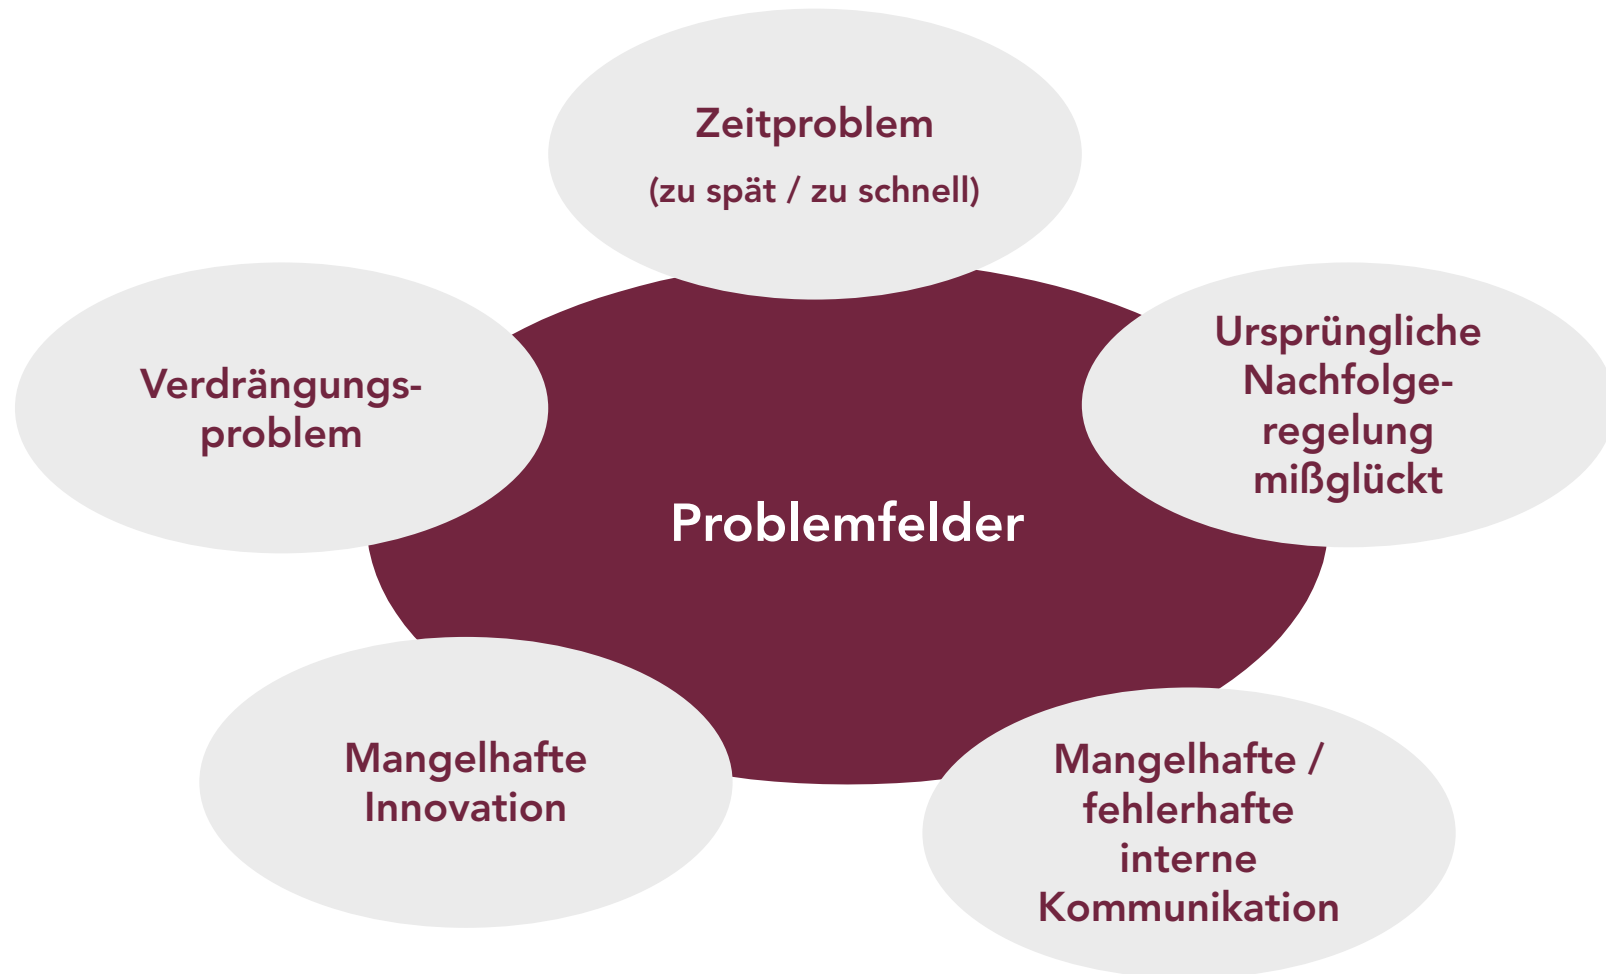 Zeitproblem
(zu spät / zu schnell)
Verdrängungs-
problem
Ursprüngliche
Nachfolge-
regelung
mißglückt
Problemfelder
Mangelhafte
Innovation
Mangelhafte /
fehlerhafte
interne
Kommunikation